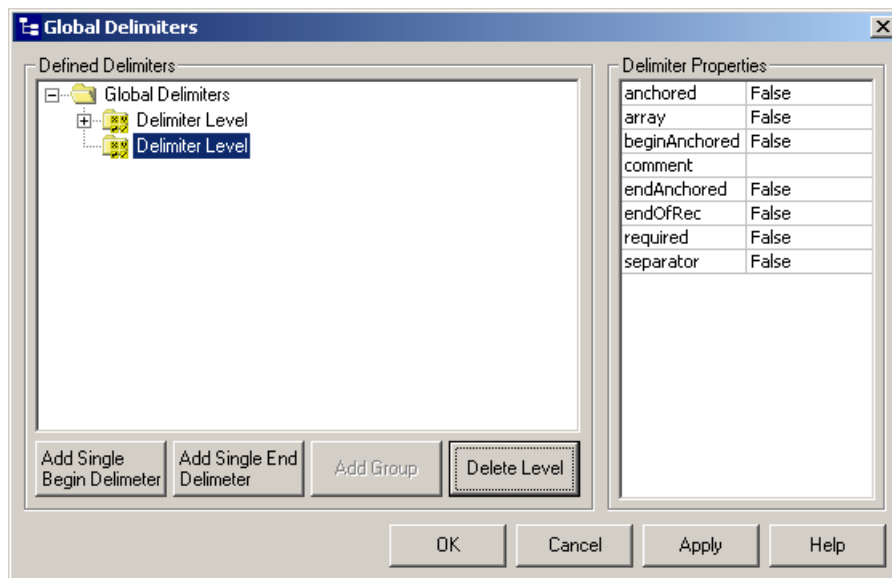 Global Delimiters
Defined Delimiters
Global Delimiters
Delimiter Level
Delimiter Level
Add Single
Begin Delimeter
Add Single End
Delimeter
Add Group
Delete Level
Delimiter Properties
anchored False
array False
beginAnchored False
comment
endAnchored False
endOfRec False
required False
separator False
OK Cancel Apply Help